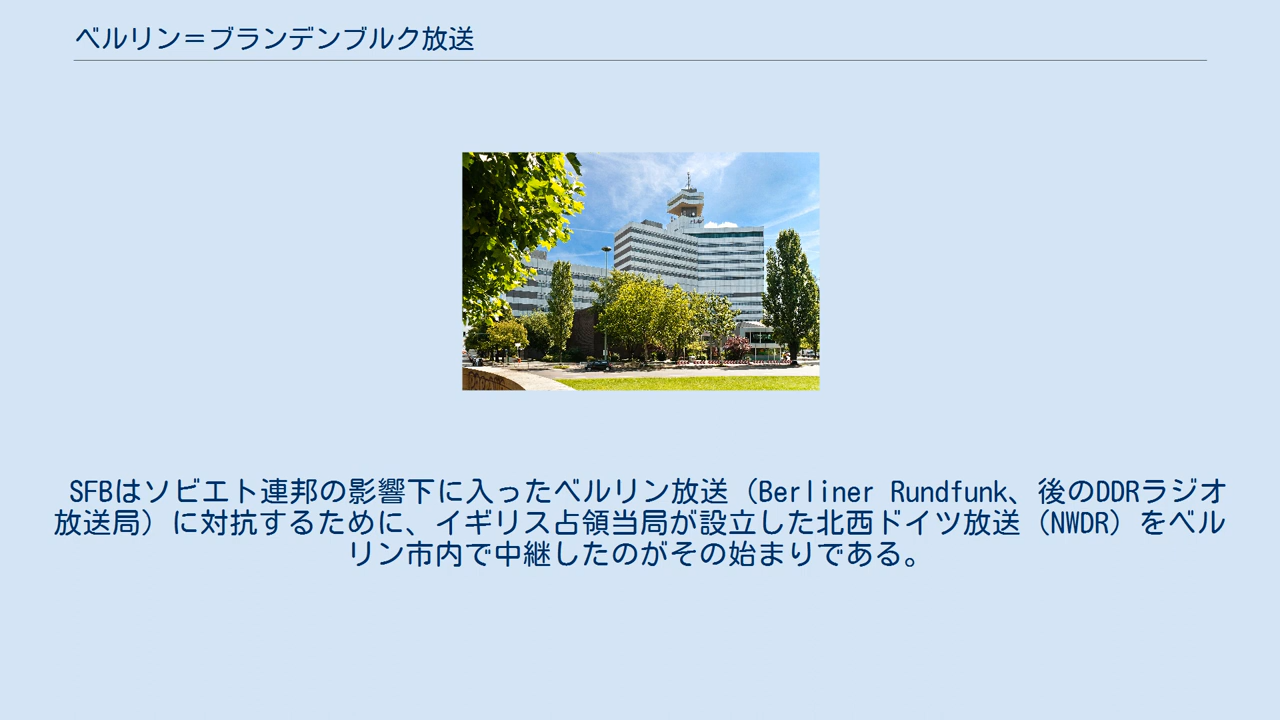 ベルリン＝ブランデンブルク放送
SFBはソビエト連邦の影響下に入ったベルリン放送（Berliner Rundfunk、後のDDRラジオ
放送局）に対抗するために、イギリス占領当局が設立した北西ドイツ放送（NWDR）をベル
リン市内で中継したのがその始まりである。